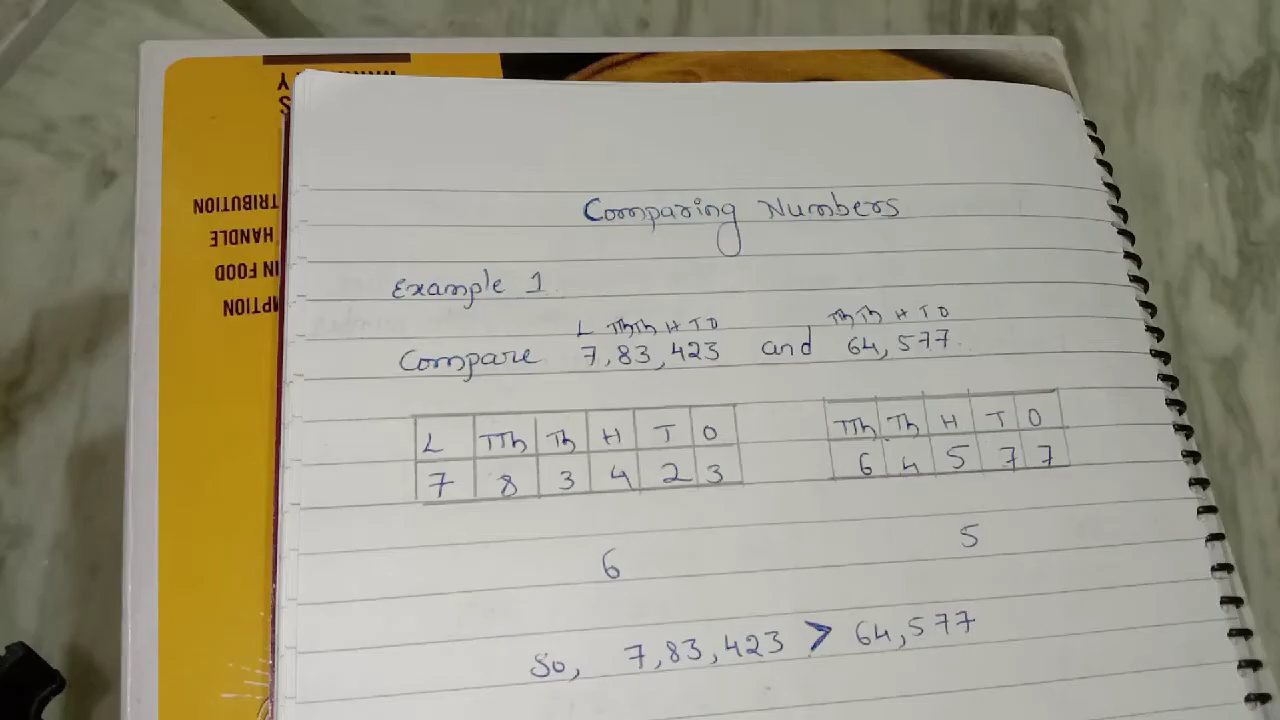 TRIBUTION
HANDLE
IN FOOD
PTION
Comparing Numbers
Example 1
L TTh Th H T O TTh Th H T O
Compare 7,83,423 and 64,577.
L TTh Th H T O
7 8 3 4 2 3
TTh Th H T O
6 4 5 7 7
6 5
So, 7,83,423 > 64,577